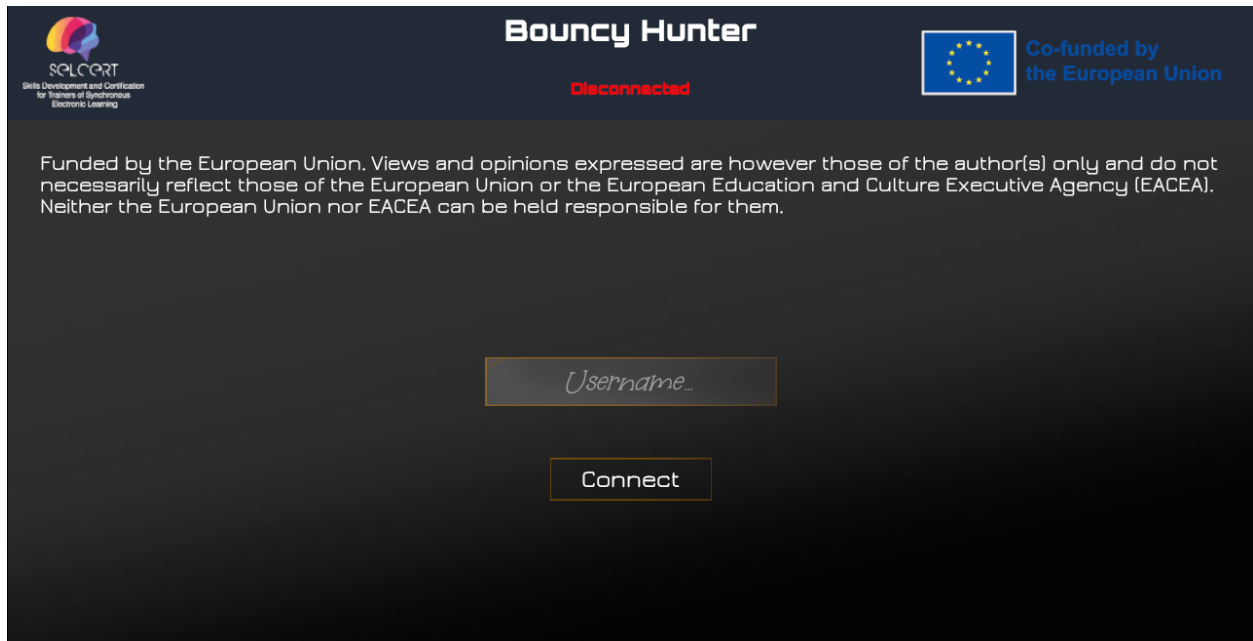 Bouncy Hunter
SELCERT
Skills Development and Certification
for Trainers of Synchronous
Electronic Learning
Disconnected
Co-funded by
the European Union
Funded by the European Union. Views and opinions expressed are however those of the author(s) only and do not
necessarily reflect those of the European Union or the European Education and Culture Executive Agency (EACEA).
Neither the European Union nor EACEA can be held responsible for them.
Username...
Connect